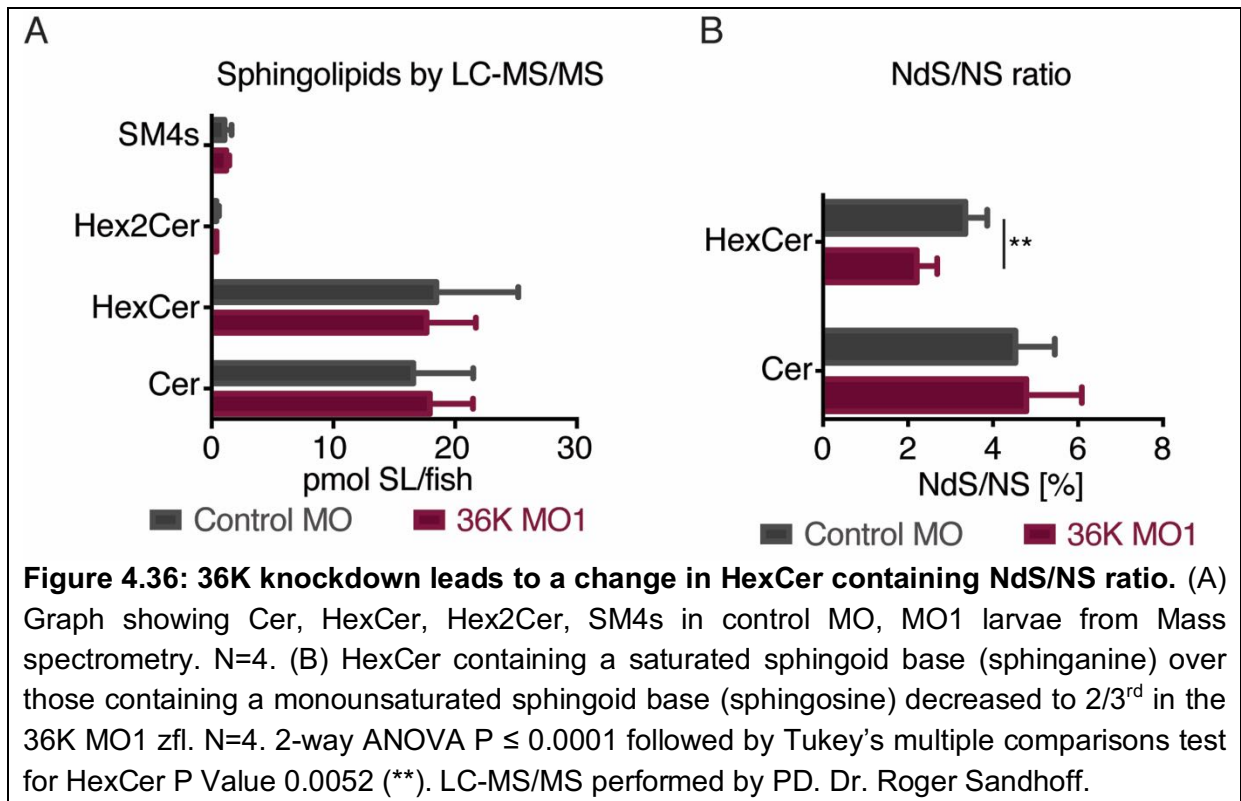 A
Sphingolipids by LC-MS/MS
SM4s
Hex2Cer
HexCer
Cer
0 10 20 30
pmol SL/fish
Control MO 36K MO1
B
NdS/NS ratio
HexCer
**
Cer
0 2 4 6 8
NdS/NS [%]
Control MO 36K MO1
Figure 4.36: 36K knockdown leads to a change in HexCer containing NdS/NS ratio. (A)
Graph showing Cer, HexCer, Hex2Cer, SM4s in control MO, MO1 larvae from Mass
spectrometry. N=4. (B) HexCer containing a saturated sphingoid base (sphinganine) over
those containing a monounsaturated sphingoid base (sphingosine) decreased to 2/3rd in the
36K MO1 zfl. N=4. 2-way ANOVA P ≤ 0.0001 followed by Tukey’s multiple comparisons test
for HexCer P Value 0.0052 (**). LC-MS/MS performed by PD. Dr. Roger Sandhoff.